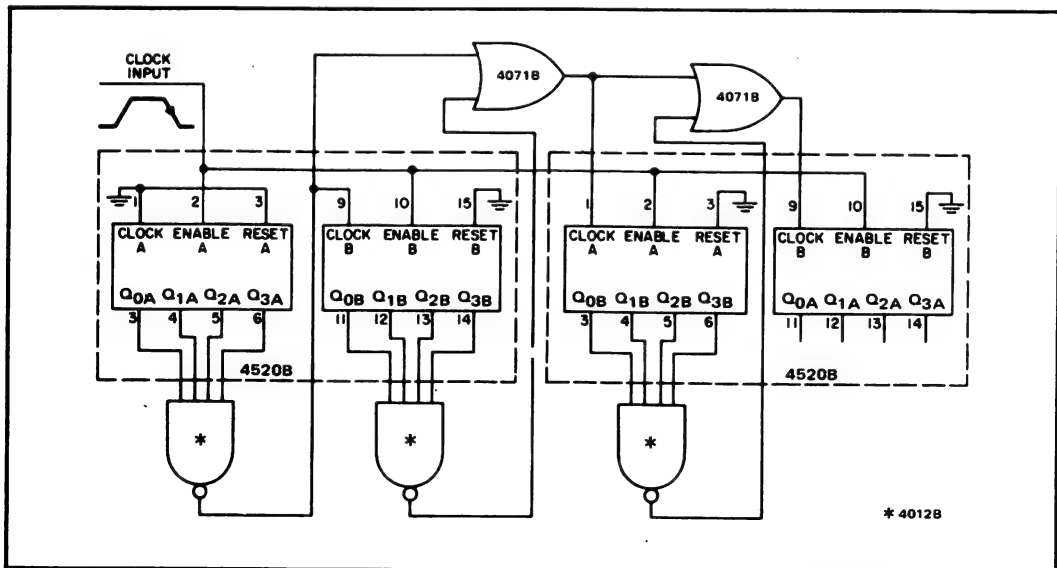 CLOCK
INPUT
4071B
4071B
1 2 3
CLOCK ENABLE RESET
A A A
Q0A Q1A Q2A Q3A
3 4 5 6
9 10 15
CLOCK ENABLE RESET
B B B
Q0B Q1B Q2B Q3B
11 12 13 14
4520B
1 2 3
CLOCK ENABLE RESET
A A A
Q0B Q1B Q2B Q3B
3 4 5 6
9 10 15
CLOCK ENABLE RESET
B B B
Q0A Q1A Q2A Q3A
11 12 13 14
4520B
*
*
*
* 4012B